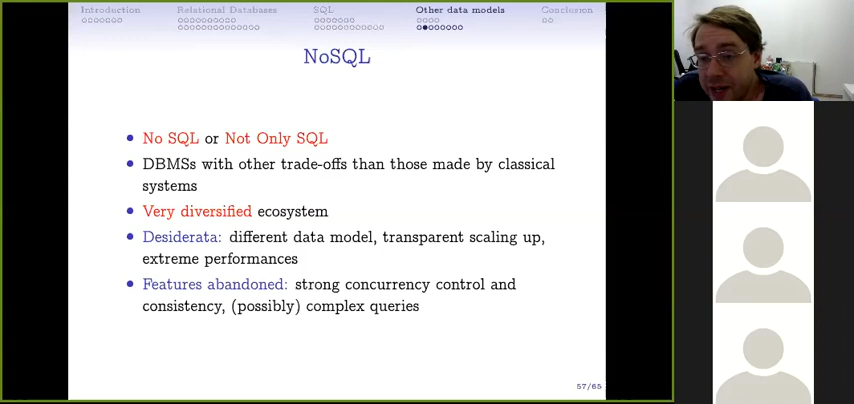 Introduction Relational Databases SQL Other data models Conclusion
NoSQL
No SQL or Not Only SQL
DBMSs with other trade-offs than those made by classical
systems
Very diversified ecosystem
Desiderata: different data model, transparent scaling up,
extreme performances
Features abandoned: strong concurrency control and
consistency, (possibly) complex queries
57/65